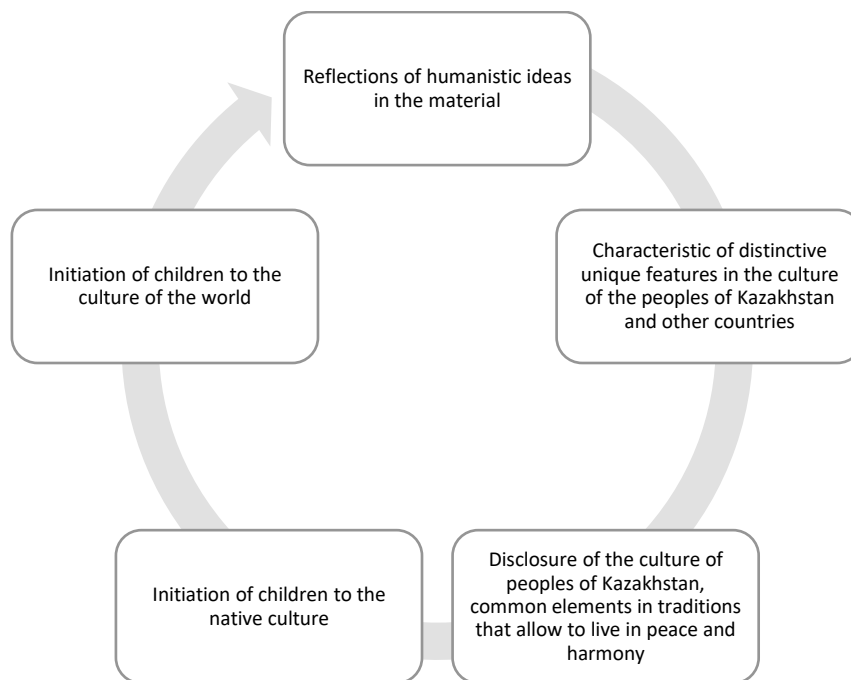 Reflections of humanistic ideas
in the material
Characteristic of distinctive
unique features in the culture
of the peoples of Kazakhstan
and other countries
Disclosure of the culture of
peoples of Kazakhstan,
common elements in traditions
that allow to live in peace and
harmony
Initiation of children to the
native culture
Initiation of children to the
culture of the world